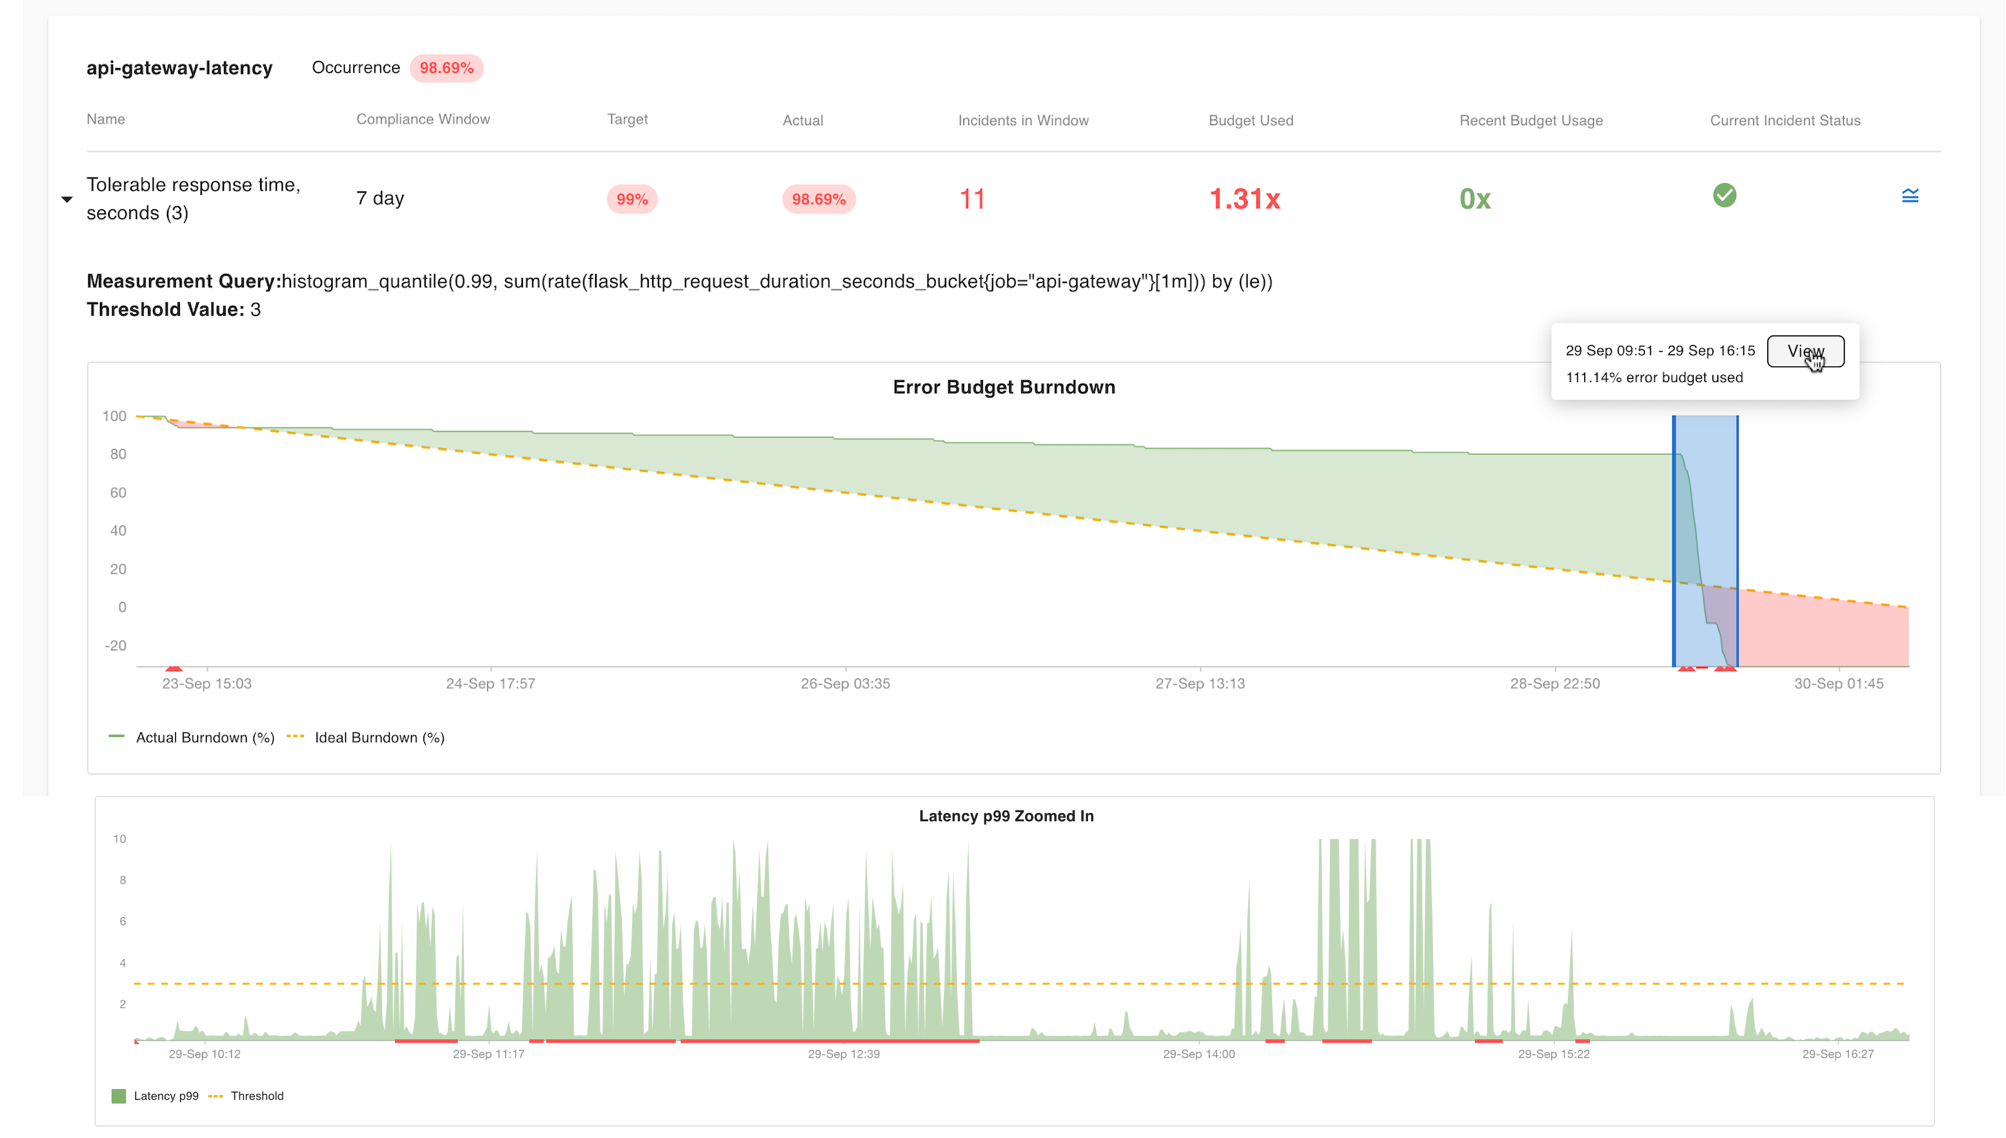 api-gateway-latency Occurrence 98.69%
Name Compliance Window Target Actual Incidents in Window Budget Used Recent Budget Usage Current Incident Status
Tolerable response time,
seconds (3)
7 day 99% 98.69% 11 1.31x 0x
Measurement Query:histogram_quantile(0.99, sum(rate(flask_http_request_duration_seconds_bucket{job="api-gateway"}[1m])) by (le))
Threshold Value: 3
29 Sep 09:51 - 29 Sep 16:15 View
111.14% error budget used
Error Budget Burndown
100
80
60
40
20
0
-20
23-Sep 15:03 24-Sep 17:57 26-Sep 03:35 27-Sep 13:13 28-Sep 22:50 30-Sep 01:45
Actual Burndown (%) Ideal Burndown (%)
Latency p99 Zoomed In
10
8
6
4
2
29-Sep 10:12 29-Sep 11:17 29-Sep 12:39 29-Sep 14:00 29-Sep 15:22 29-Sep 16:27
Latency p99 Threshold